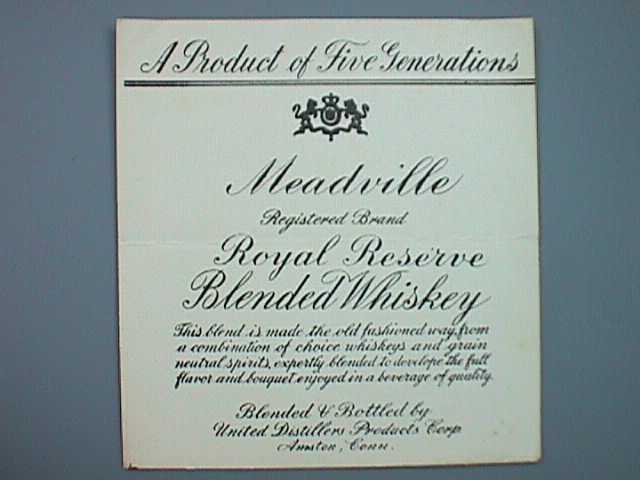 A Product of Five Generations
Meadville
Registered Brand
Royal Reserve
Blended Whiskey
This blend is made the old fashioned way, from
a combination of choice whiskeys and grain
neutral spirits, expertly blended to develope the full
flavor and bouquet enjoyed in a beverage of quality.
Blended & Bottled by
United Distillers Products Corp
Amston, Conn.